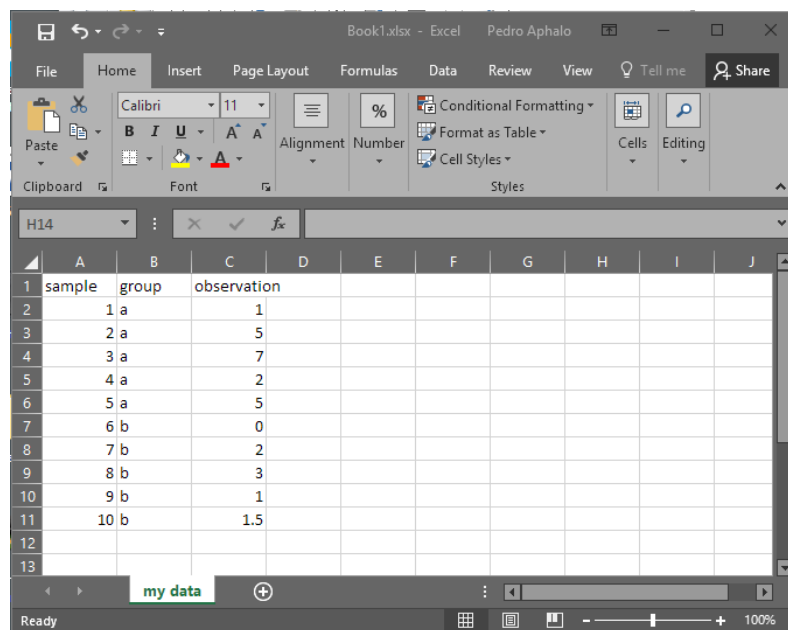 Book1.xlsx - Excel Pedro Aphalo
File Home Insert Page Layout Formulas Data Review View Tell me Share
Calibri 11
B I U A A
% Conditional Formatting
Format as Table
Paste Alignment Number Cells Editing
A Cell Styles
Clipboard Font Styles
H14 fx
A B C D E F G H I J
1 sample group observation
2 1 a 1
3 2 a 5
4 3 a 7
5 4 a 2
6 5 a 5
7 6 b 0
8 7 b 2
9 8 b 3
10 9 b 1
11 10 b 1.5
12
13
my data
Ready 100%